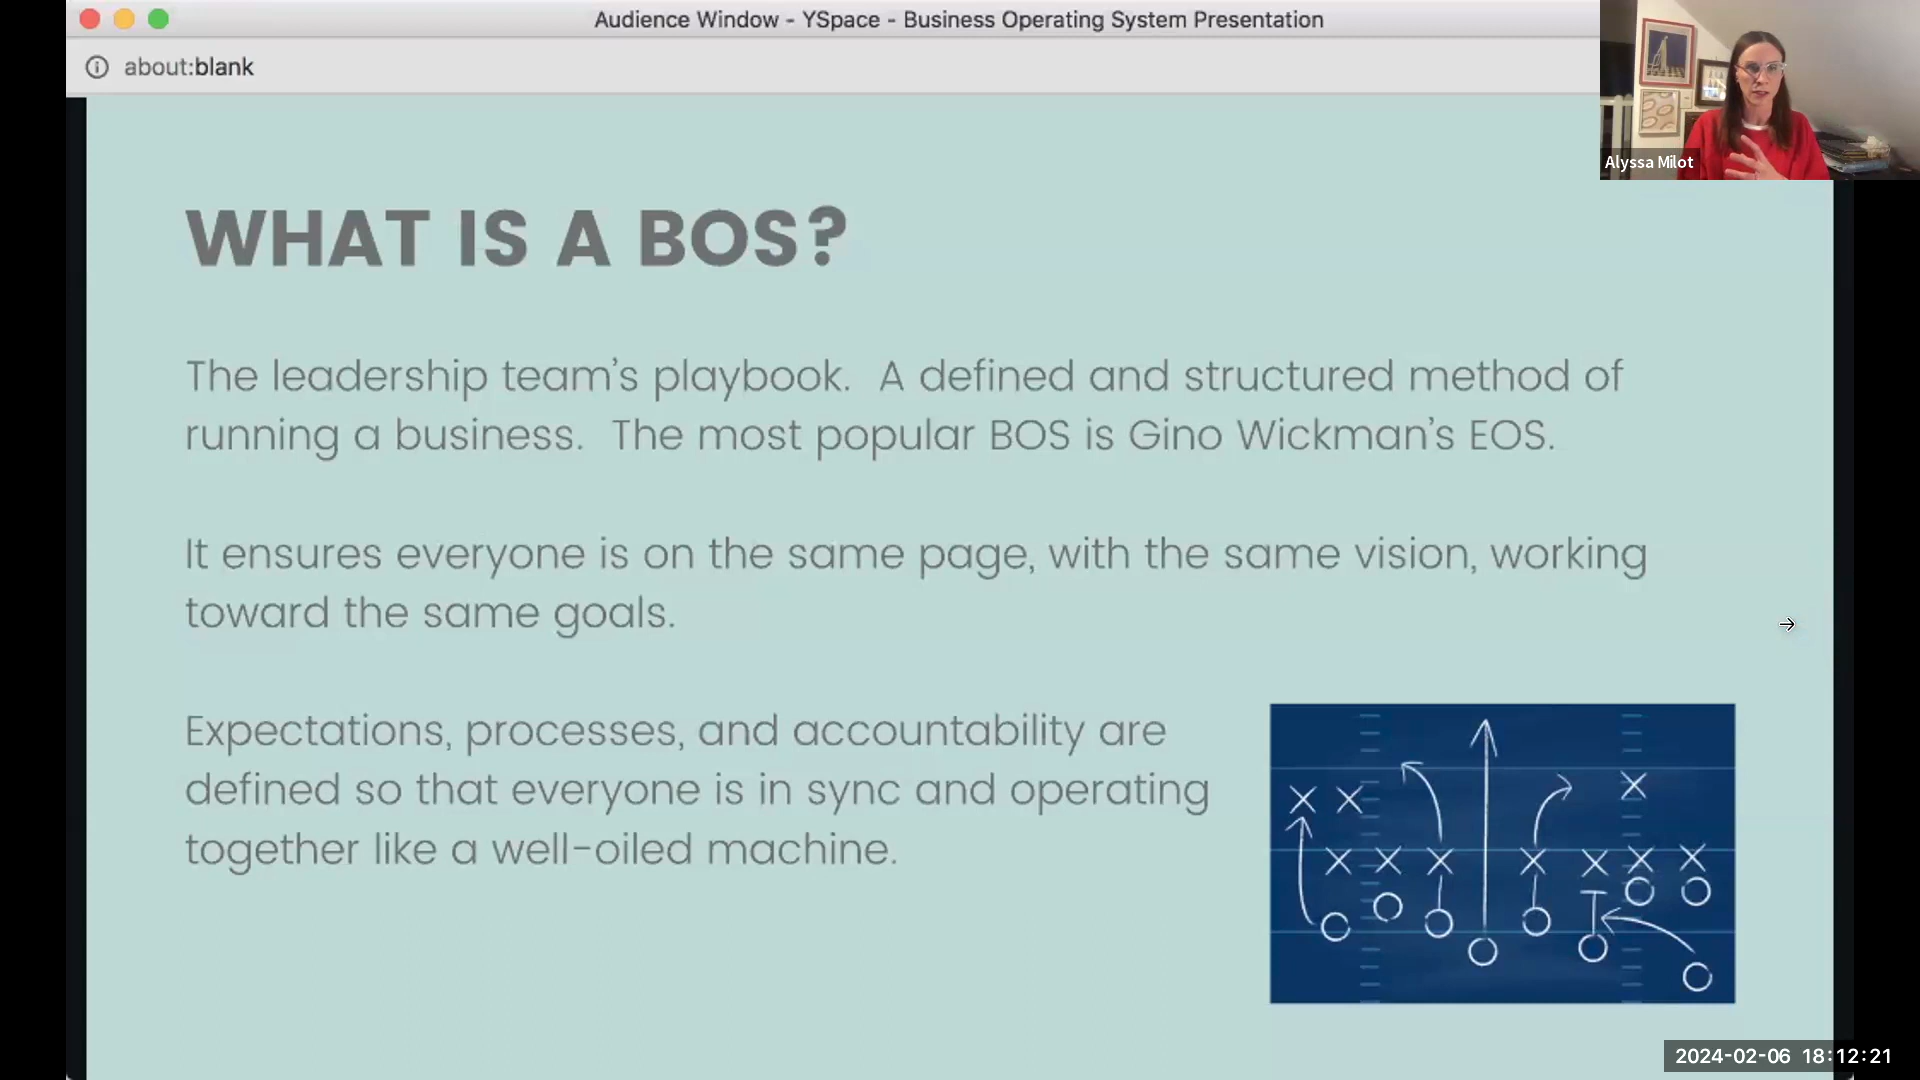 Audience Window - YSpace - Business Operating System Presentation
about:blank
Alyssa Milot
WHAT IS A BOS?
The leadership team’s playbook.  A defined and structured method of
running a business.  The most popular BOS is Gino Wickman’s EOS.
It ensures everyone is on the same page, with the same vision, working
toward the same goals.
Expectations, processes, and accountability are
defined so that everyone is in sync and operating
together like a well-oiled machine.
2024-02-06 18:12:21